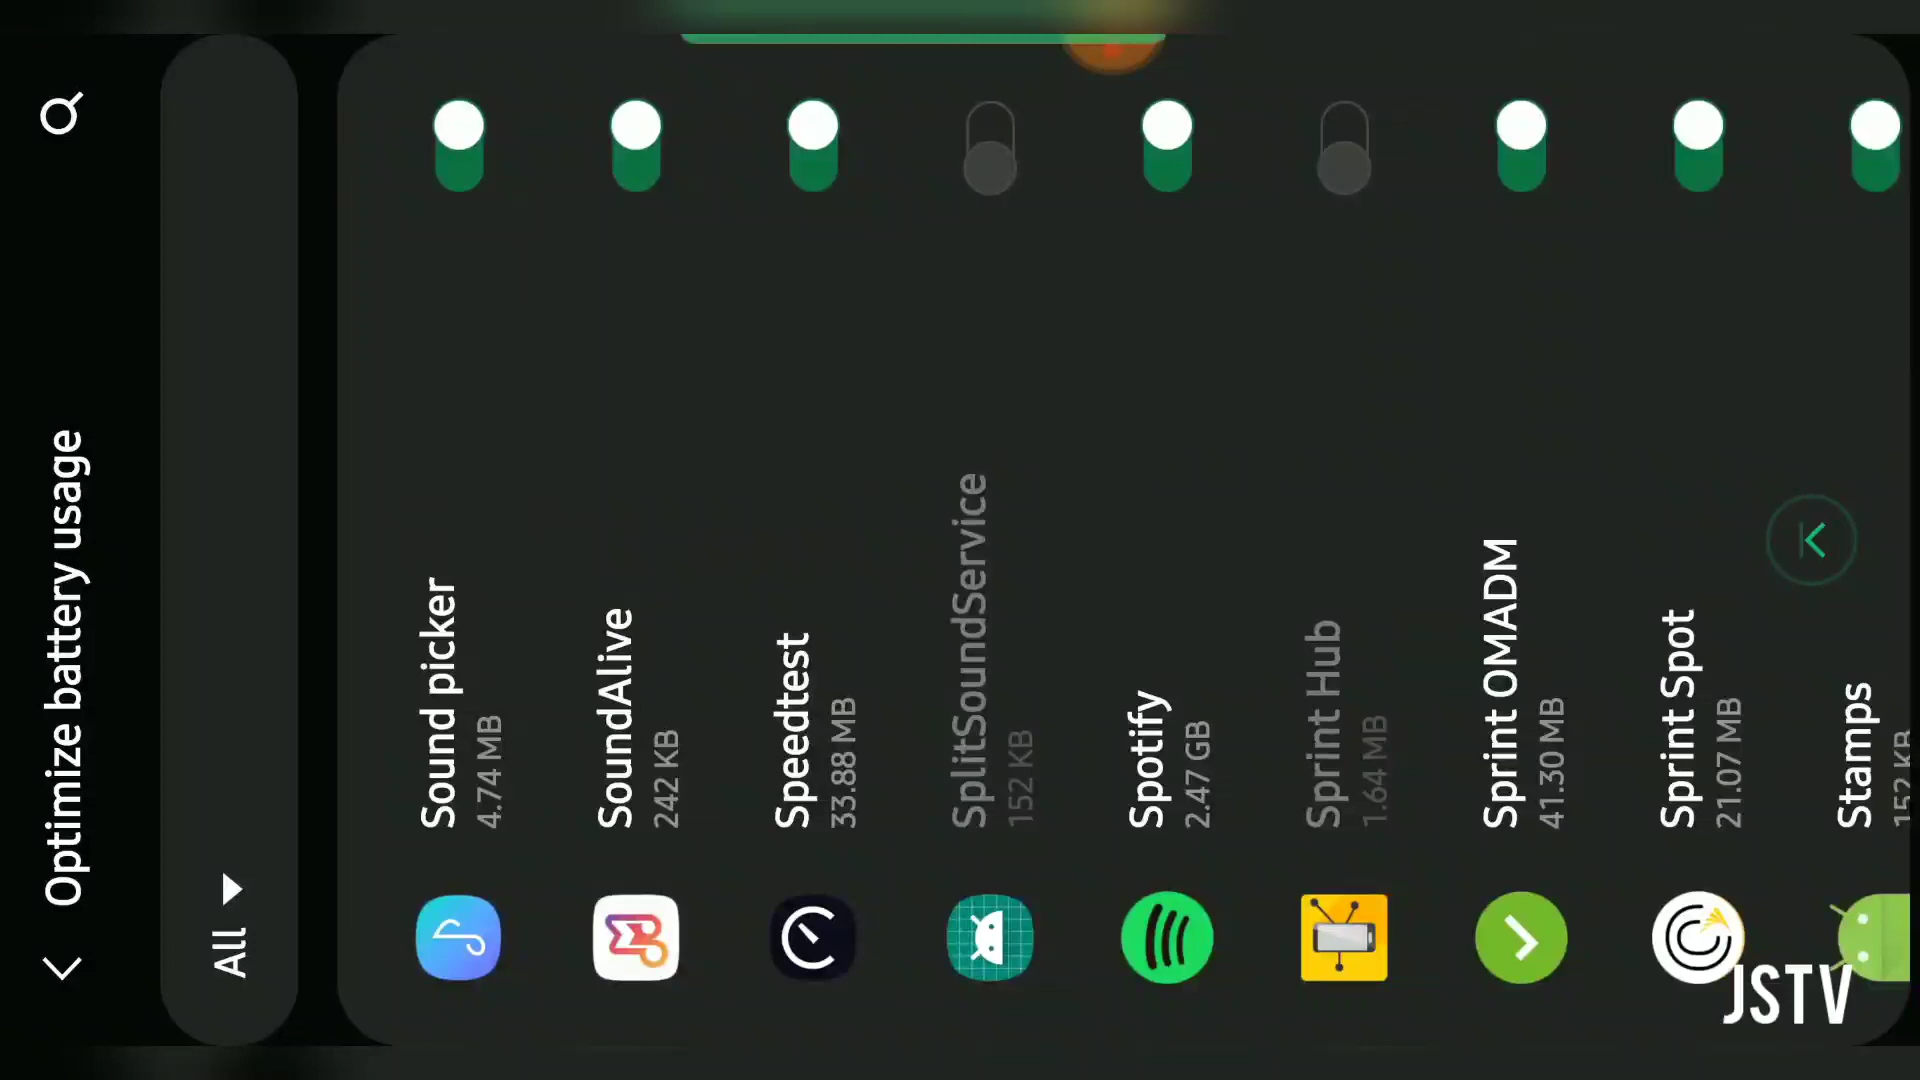 Optimize battery usage
All
Sound picker
4.74 MB
SoundAlive
242 KB
Speedtest
33.88 MB
SplitSoundService
152 KB
Spotify
2.47 GB
Sprint Hub
1.64 MB
Sprint OMADM
41.30 MB
Sprint Spot
21.07 MB
Stamps
152 KB
JSTV